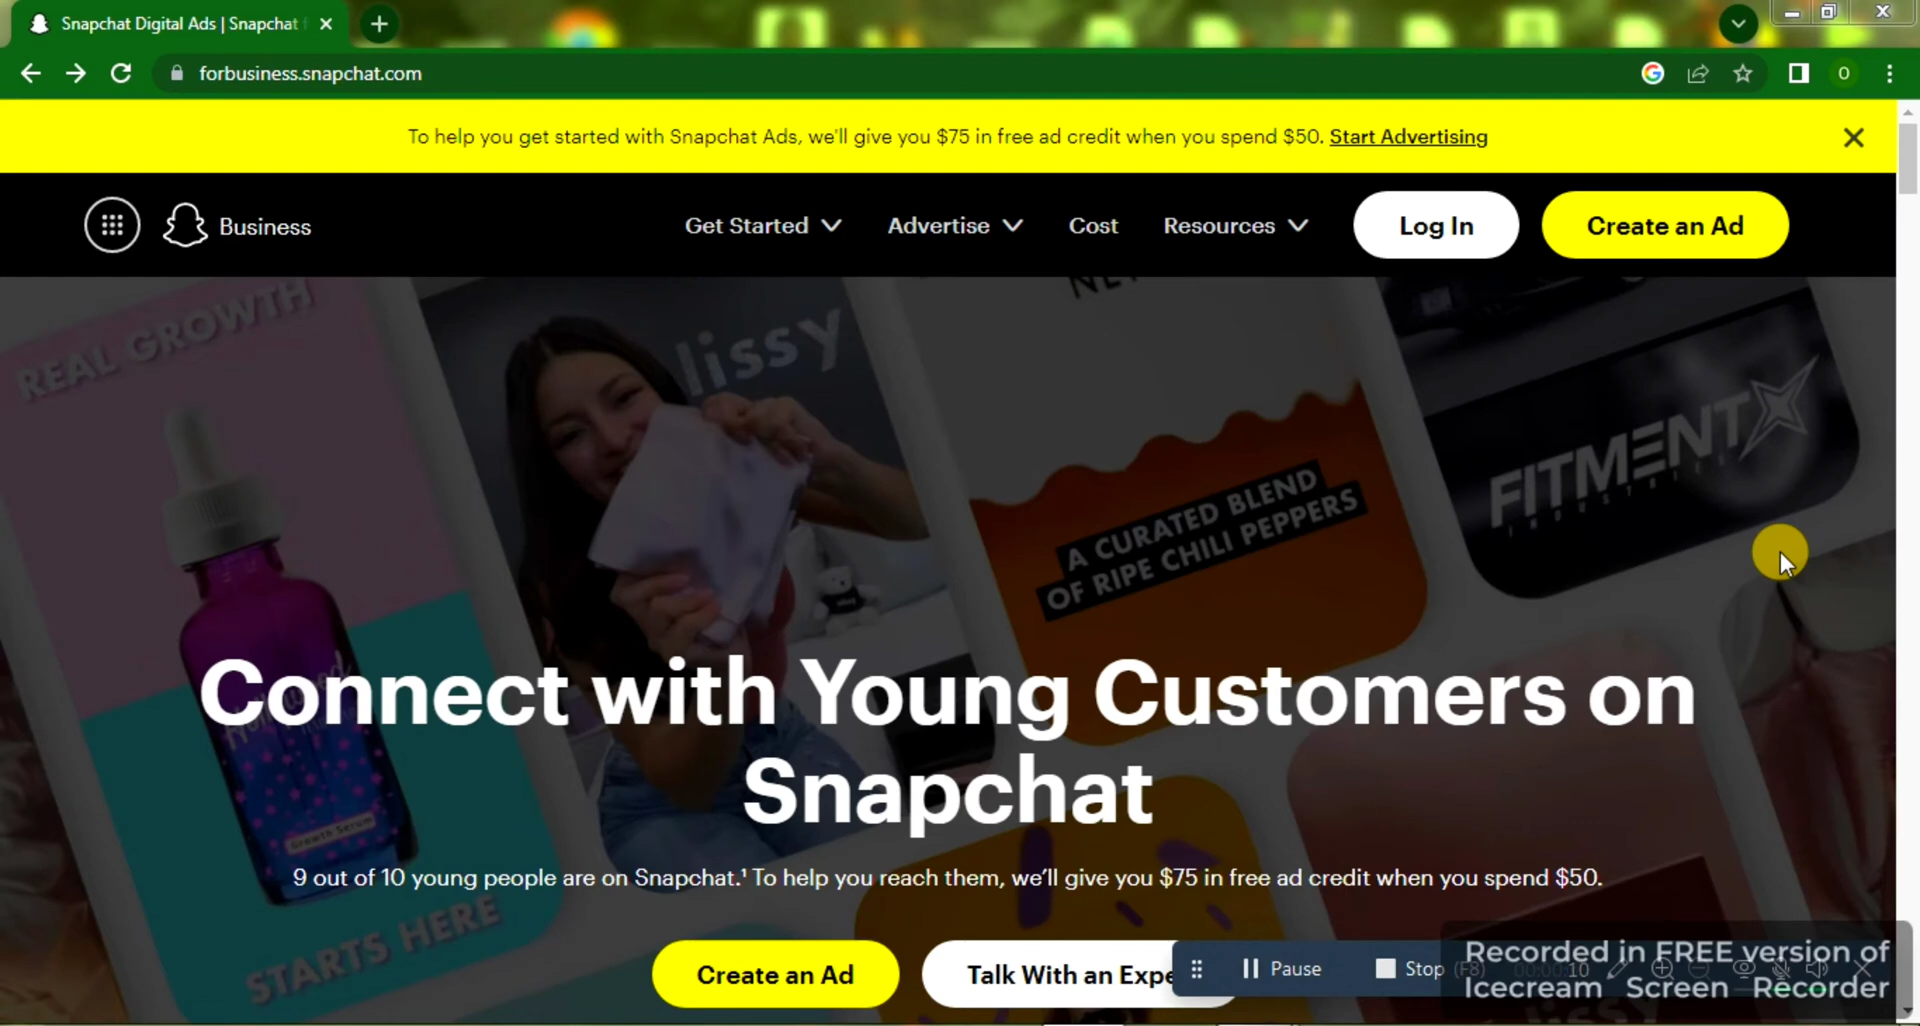 Snapchat Digital Ads | Snapchat
forbusiness.snapchat.com
O
To help you get started with Snapchat Ads, we'll give you $75 in free ad credit when you spend $50. Start Advertising
Business
Get Started
Advertise
Cost
Resources
Log In
Create an Ad
REAL GROWTH
lissy
A CURATED BLEND
OF RIPE CHILI PEPPERS
FITMENT
INDUSTRIES
Connect with Young Customers on
Snapchat
Growth Serum
9 out of 10 young people are on Snapchat.¹ To help you reach them, we'll give you $75 in free ad credit when you spend $50.
STARTS HERE
Create an Ad
Talk With an Expe
Pause
Stop (F8)
Recorded in FREE version of
Icecream Screen Recorder